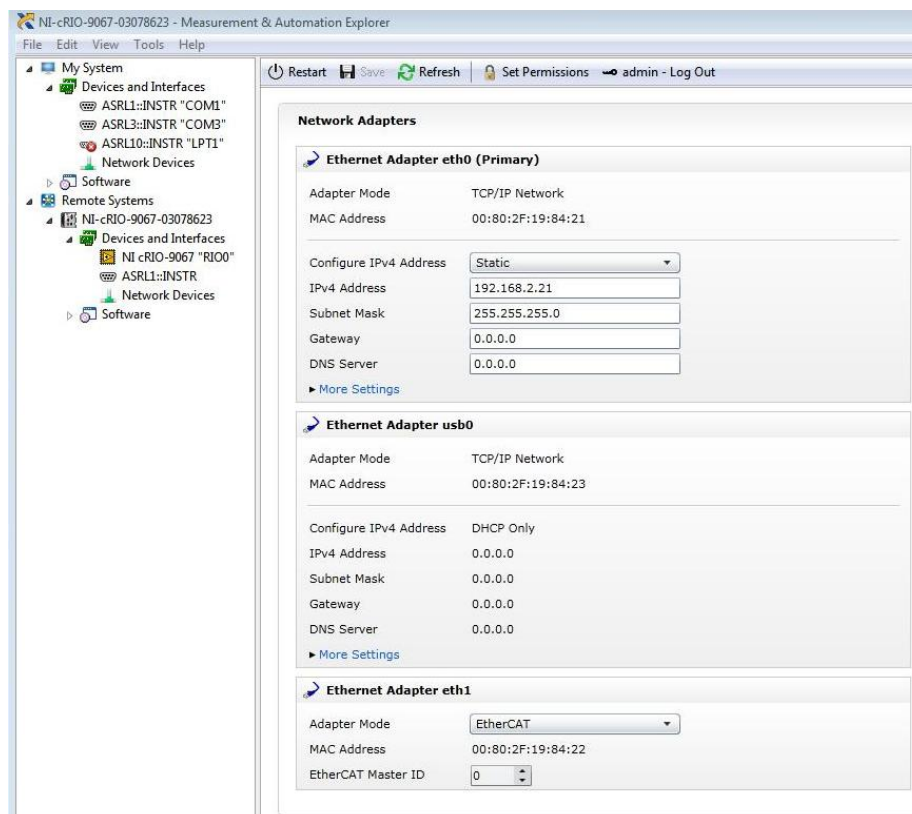 NI-cRIO-9067-03078623 - Measurement & Automation Explorer
File Edit View Tools Help
My System
Devices and Interfaces
ASRL1::INSTR "COM1"
ASRL3::INSTR "COM3"
ASRL10::INSTR "LPT1"
Network Devices
Software
Remote Systems
NI-cRIO-9067-03078623
Devices and Interfaces
NI cRIO-9067 "RIO0"
ASRL1::INSTR
Network Devices
Software
Restart Save Refresh Set Permissions admin - Log Out
Network Adapters
Ethernet Adapter eth0 (Primary)
Adapter Mode TCP/IP Network
MAC Address 00:80:2F:19:84:21
Configure IPv4 Address Static
IPv4 Address 192.168.2.21
Subnet Mask 255.255.255.0
Gateway 0.0.0.0
DNS Server 0.0.0.0
More Settings
Ethernet Adapter usb0
Adapter Mode TCP/IP Network
MAC Address 00:80:2F:19:84:23
Configure IPv4 Address DHCP Only
IPv4 Address 0.0.0.0
Subnet Mask 0.0.0.0
Gateway 0.0.0.0
DNS Server 0.0.0.0
More Settings
Ethernet Adapter eth1
Adapter Mode EtherCAT
MAC Address 00:80:2F:19:84:22
EtherCAT Master ID 0